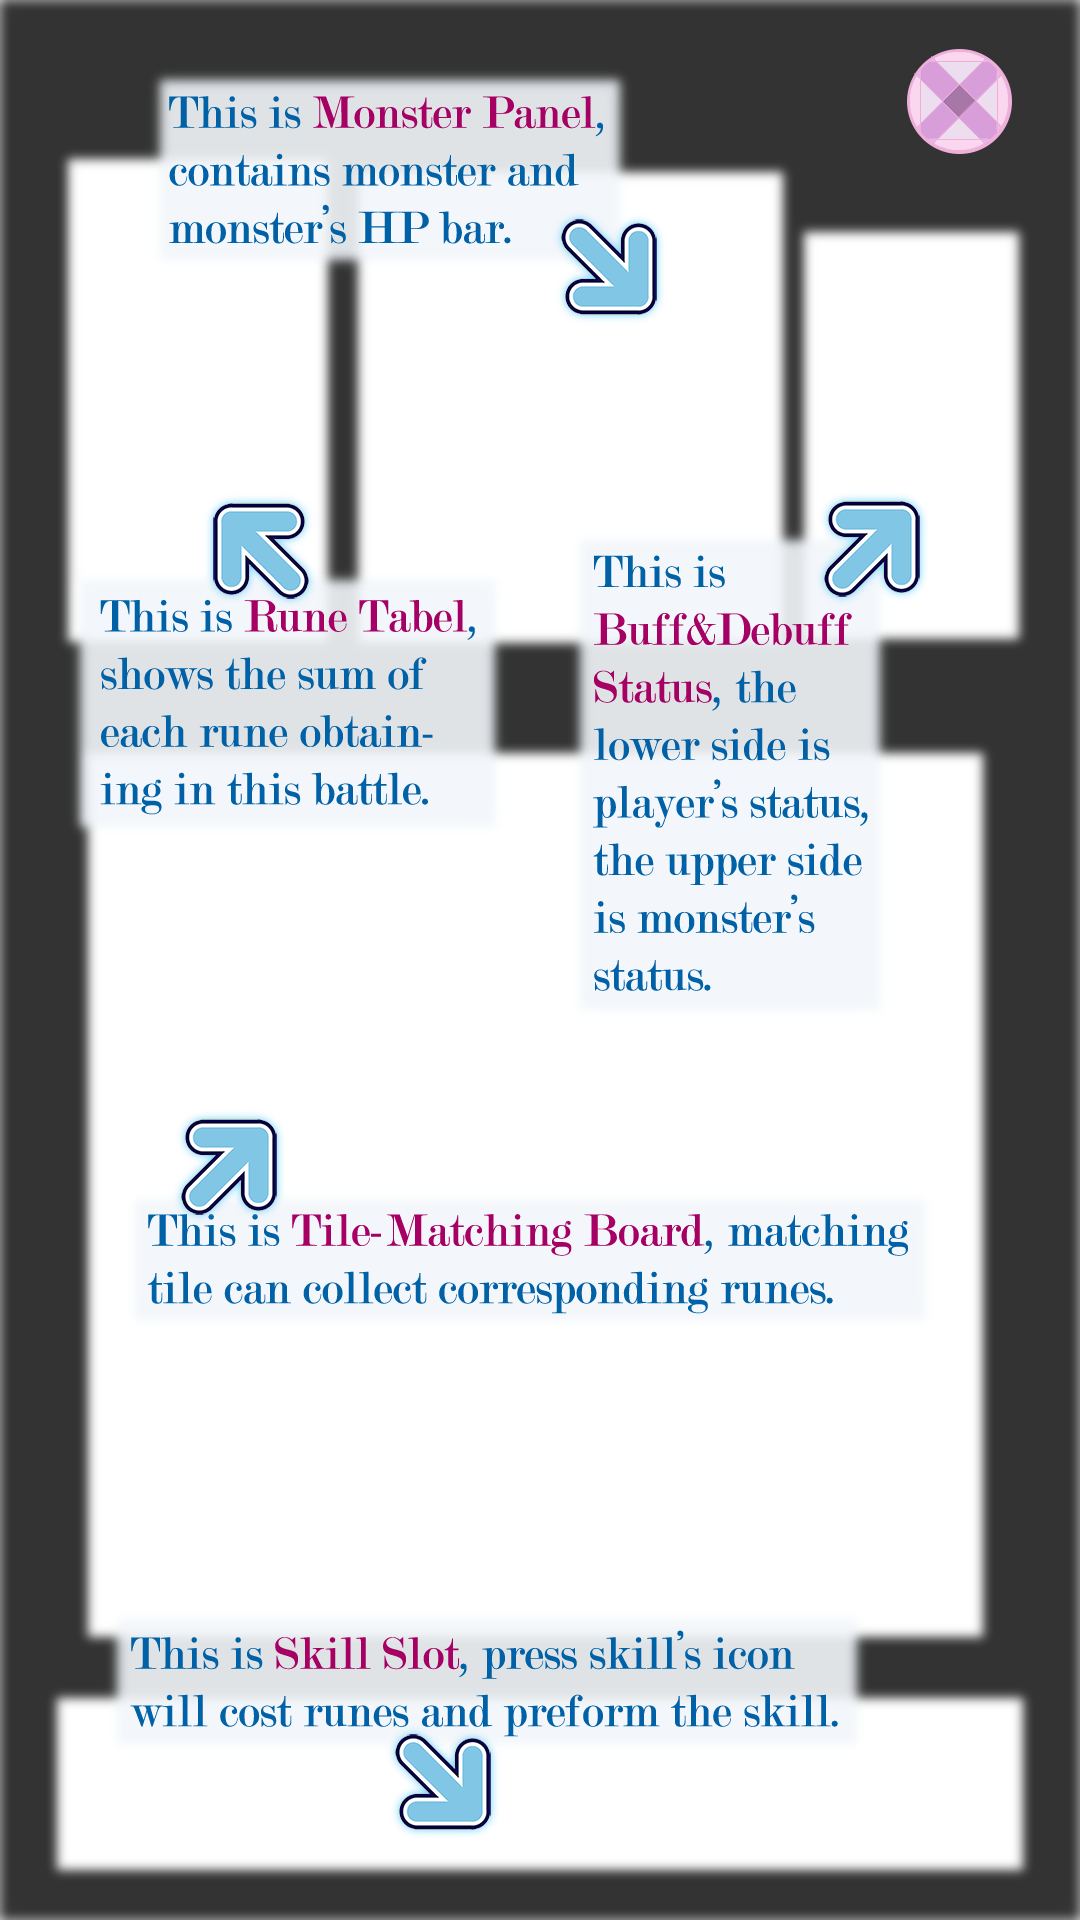 This is Monster Panel,
contains monster and
monster's HP bar.
This is Rune Tabel,
shows the sum of
each rune obtain-
ing in this battle.
This is
Buff&Debuff
Status, the
lower side is
player's status,
the upper side
is monster's
status.
This is Tile-Matching Board, matching
tile can collect corresponding runes.
This is Skill Slot, press skill's icon
will cost runes and preform the skill.